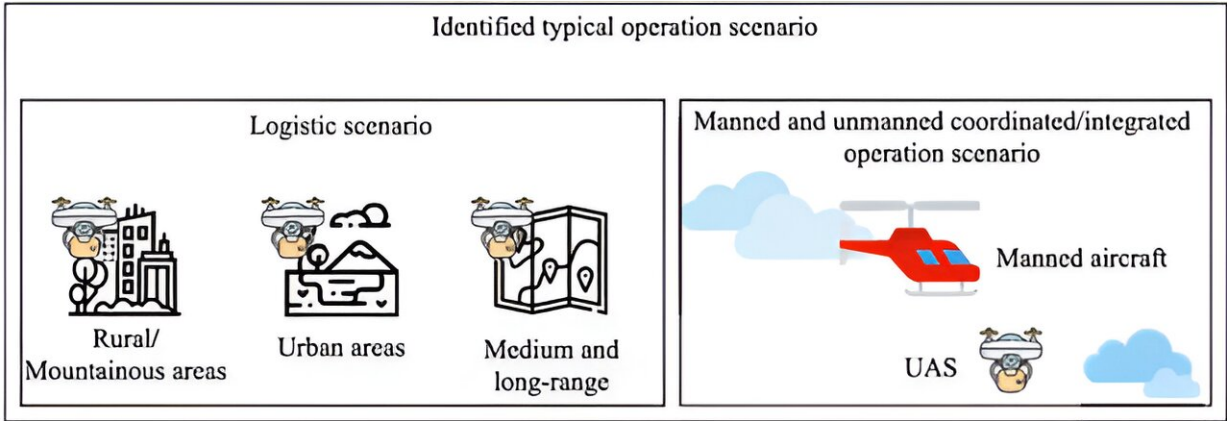 Identified typical operation scenario
Logistic scenario
Rural/
Mountainous areas
Urban areas
Medium and
long-range
Manned and unmanned coordinated/integrated
operation scenario
Manned aircraft
UAS